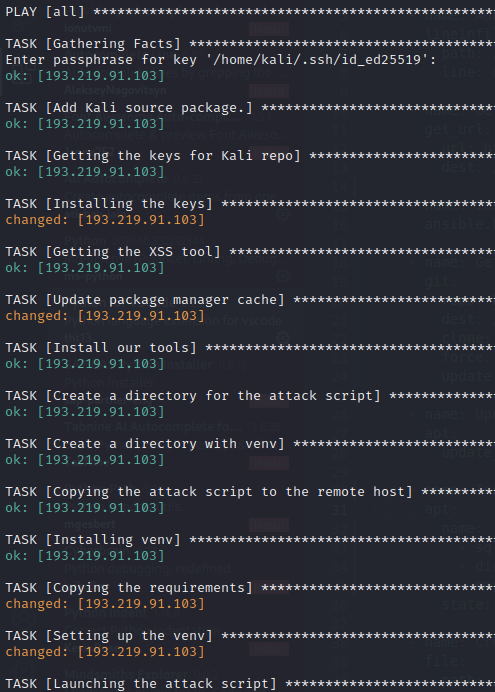 PLAY [all] *********************************************************
TASK [Gathering Facts] *********************************************
Enter passphrase for key '/home/kali/.ssh/id_ed25519':
ok: [193.219.91.103]
TASK [Add Kali source package.] ************************************
ok: [193.219.91.103]
TASK [Getting the keys for Kali repo] ******************************
ok: [193.219.91.103]
TASK [Installing the keys] *****************************************
changed: [193.219.91.103]
TASK [Getting the XSS tool] ****************************************
ok: [193.219.91.103]
TASK [Update package manager cache] ********************************
changed: [193.219.91.103]
TASK [Install our tools] *******************************************
ok: [193.219.91.103]
TASK [Create a directory for the attack script] ********************
ok: [193.219.91.103]
TASK [Create a directory with venv] ********************************
ok: [193.219.91.103]
TASK [Copying the attack script to the remote host] ****************
ok: [193.219.91.103]
TASK [Installing venv] *********************************************
ok: [193.219.91.103]
TASK [Copying the requirements] ************************************
changed: [193.219.91.103]
TASK [Setting up the venv] *****************************************
changed: [193.219.91.103]
TASK [Launching the attack script] *********************************